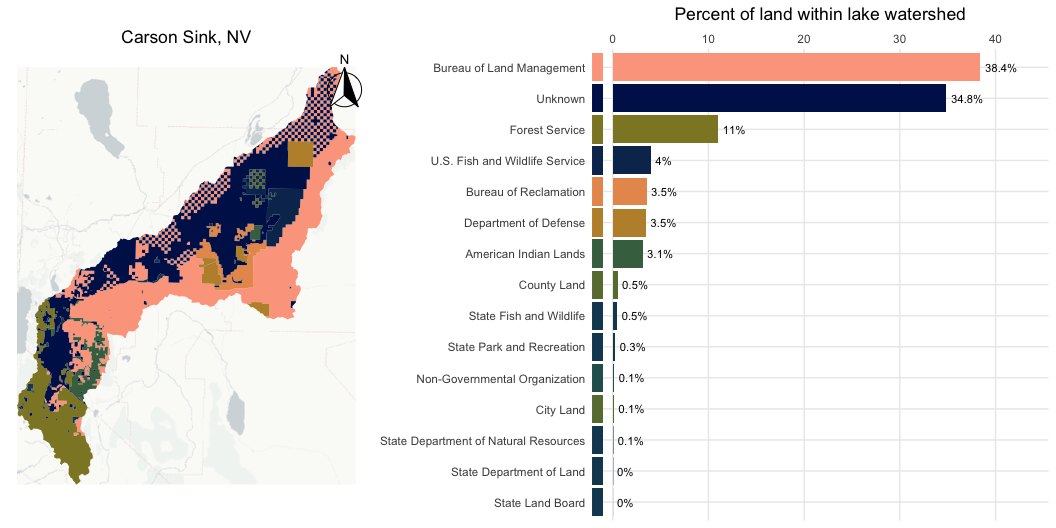 Carson Sink, NV
N
Percent of land within lake watershed
0 10 20 30 40
Bureau of Land Management 38.4%
Unknown 34.8%
Forest Service 11%
U.S. Fish and Wildlife Service 4%
Bureau of Reclamation 3.5%
Department of Defense 3.5%
American Indian Lands 3.1%
County Land 0.5%
State Fish and Wildlife 0.5%
State Park and Recreation 0.3%
Non-Governmental Organization 0.1%
City Land 0.1%
State Department of Natural Resources 0.1%
State Department of Land 0%
State Land Board 0%